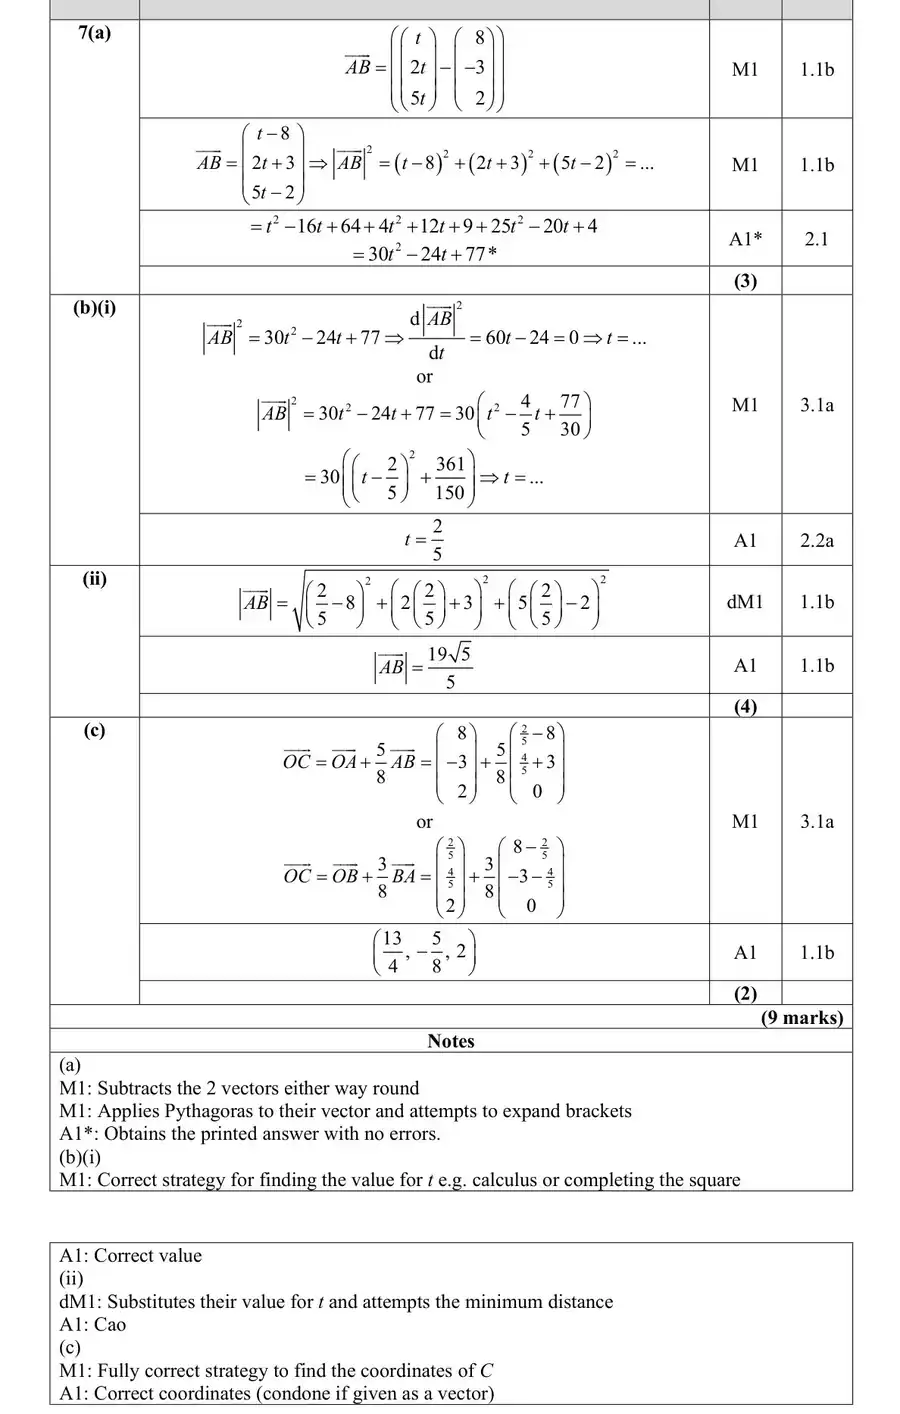 7(a)
$\overrightarrow{AB} = \left(\begin{pmatrix} t \\ 2t \\ 5t \end{pmatrix} - \begin{pmatrix} 8 \\ -3 \\ 2 \end{pmatrix}\right)$ M1 1.1b
$\overrightarrow{AB} = \begin{pmatrix} t-8 \\ 2t+3 \\ 5t-2 \end{pmatrix} \Rightarrow \left|\overrightarrow{AB}\right|^2 = (t-8)^2 + (2t+3)^2 + (5t-2)^2 = ...$ M1 1.1b
$= t^2 - 16t + 64 + 4t^2 + 12t + 9 + 25t^2 - 20t + 4$
$= 30t^2 - 24t + 77$ * A1* 2.1
(3)
(b)(i)
$\left|\overrightarrow{AB}\right|^2 = 30t^2 - 24t + 77 \Rightarrow \frac{\mathrm{d}\left|\overrightarrow{AB}\right|^2}{\mathrm{d}t} = 60t - 24 = 0 \Rightarrow t = ...$
or
$\left|\overrightarrow{AB}\right|^2 = 30t^2 - 24t + 77 = 30\left(t^2 - \frac{4}{5}t + \frac{77}{30}\right)$ M1 3.1a
$= 30\left(\left(t - \frac{2}{5}\right)^2 + \frac{361}{150}\right) \Rightarrow t = ...$
$t = \frac{2}{5}$ A1 2.2a
(ii)
$\left|\overrightarrow{AB}\right| = \sqrt{\left(\frac{2}{5} - 8\right)^2 + \left(2\left(\frac{2}{5}\right) + 3\right)^2 + \left(5\left(\frac{2}{5}\right) - 2\right)^2}$ dM1 1.1b
$\left|\overrightarrow{AB}\right| = \frac{19\sqrt{5}}{5}$ A1 1.1b
(4)
(c)
$\overrightarrow{OC} = \overrightarrow{OA} + \frac{5}{8}\overrightarrow{AB} = \begin{pmatrix} 8 \\ -3 \\ 2 \end{pmatrix} + \frac{5}{8}\begin{pmatrix} \frac{2}{5} - 8 \\ \frac{4}{5} + 3 \\ 0 \end{pmatrix}$
or M1 3.1a
$\overrightarrow{OC} = \overrightarrow{OB} + \frac{3}{8}\overrightarrow{BA} = \begin{pmatrix} \frac{2}{5} \\ \frac{4}{5} \\ 2 \end{pmatrix} + \frac{3}{8}\begin{pmatrix} 8 - \frac{2}{5} \\ -3 - \frac{4}{5} \\ 0 \end{pmatrix}$
$\left(\frac{13}{4}, -\frac{5}{8}, 2\right)$ A1 1.1b
(2)
(9 marks)
Notes
(a)
M1: Subtracts the 2 vectors either way round
M1: Applies Pythagoras to their vector and attempts to expand brackets
A1*: Obtains the printed answer with no errors.
(b)(i)
M1: Correct strategy for finding the value for t e.g. calculus or completing the square
A1: Correct value
(ii)
dM1: Substitutes their value for t and attempts the minimum distance
A1: Cao
(c)
M1: Fully correct strategy to find the coordinates of C
A1: Correct coordinates (condone if given as a vector)